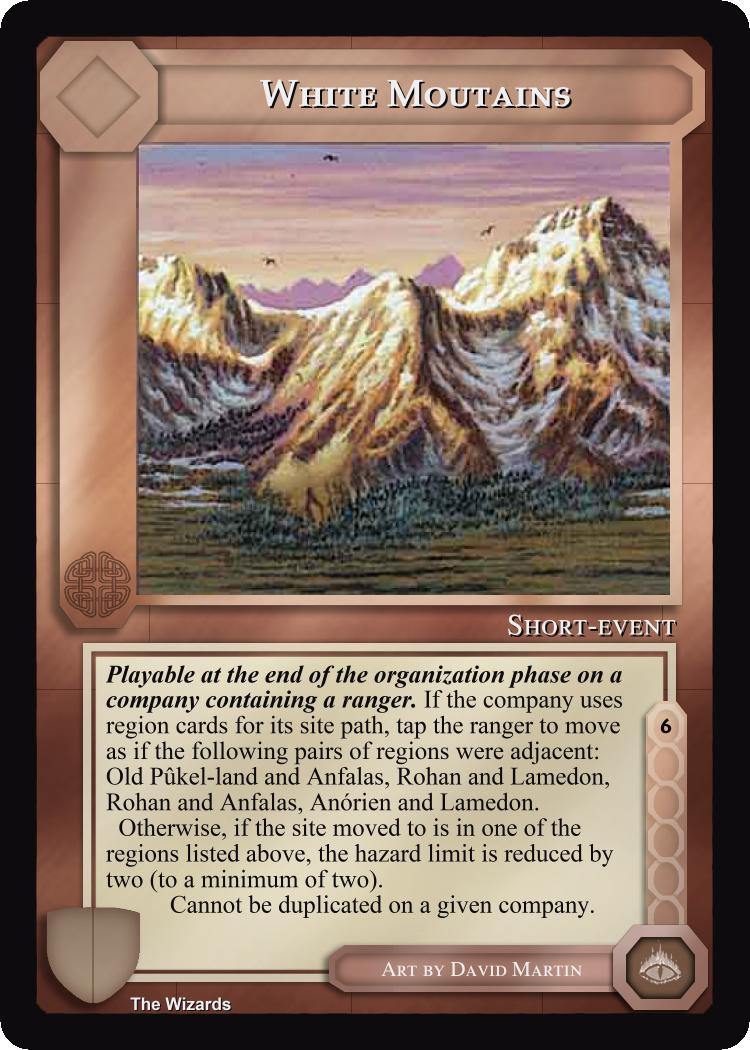 White Moutains
Short-event
Playable at the end of the organization phase on a
company containing a ranger. If the company uses
region cards for its site path, tap the ranger to move
as if the following pairs of regions were adjacent:
Old Pûkel-land and Anfalas, Rohan and Lamedon,
Rohan and Anfalas, Anórien and Lamedon.
Otherwise, if the site moved to is in one of the
regions listed above, the hazard limit is reduced by
two (to a minimum of two).
Cannot be duplicated on a given company.
6
Art by David Martin
The Wizards